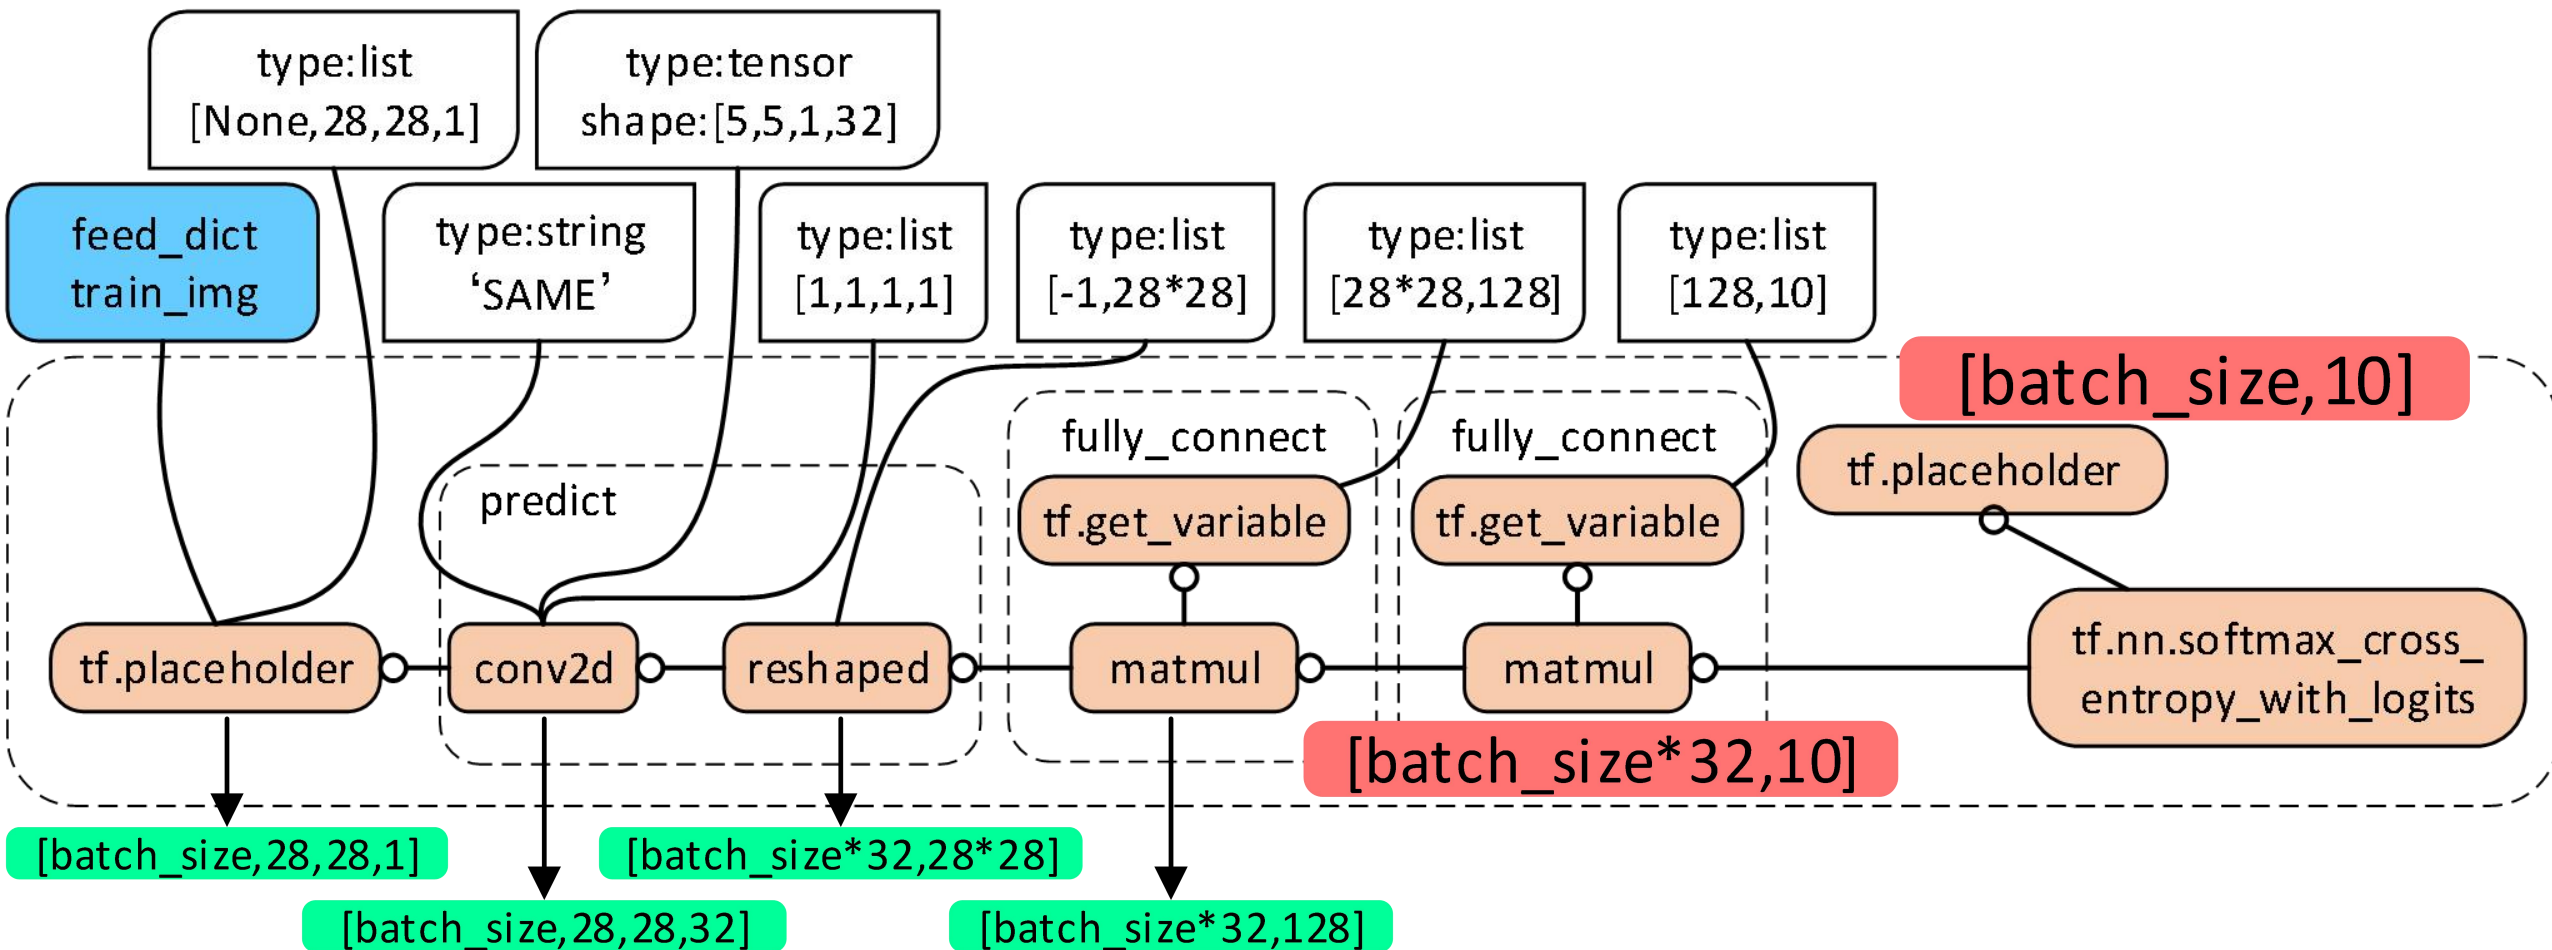 type:list
[None,28,28,1]
type:tensor
shape:[5,5,1,32]
feed_dict
train_img
type:string
‘SAME’
type:list
[1,1,1,1]
type:list
[-1,28*28]
type:list
[28*28,128]
type:list
[128,10]
[batch_size,10]
fully_connect
fully_connect
tf.placeholder
predict
tf.get_variable
tf.get_variable
tf.placeholder
conv2d
reshaped
matmul
matmul
tf.nn.softmax_cross_
entropy_with_logits
[batch_size*32,10]
[batch_size,28,28,1]
[batch_size*32,28*28]
[batch_size,28,28,32]
[batch_size*32,128]